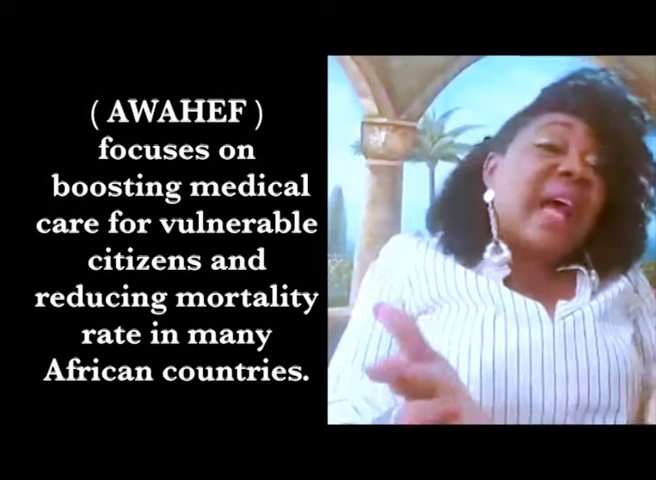 ( AWAHEF )
focuses on
boosting medical
care for vulnerable
citizens and
reducing mortality
rate in many
African countries.